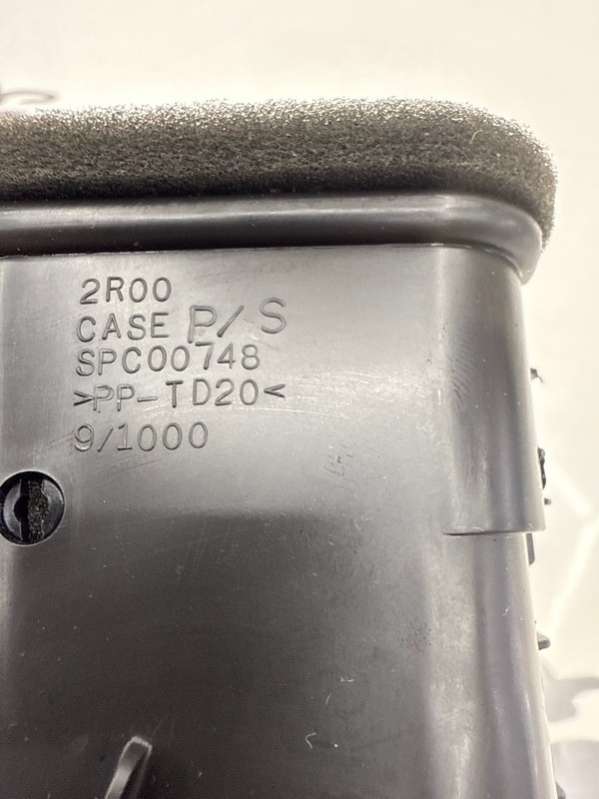 2R00
CASE P/S
SPC00748
>PP-TD20<
9/1000